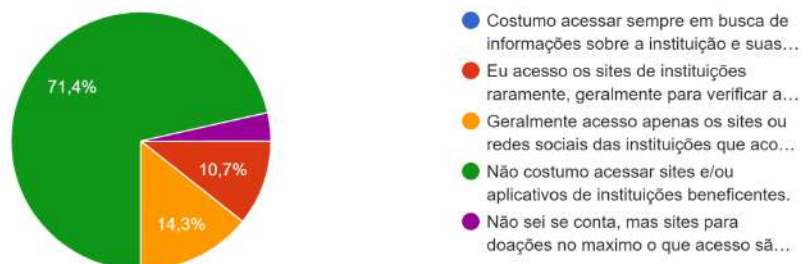 71,4%
10,7%
14,3%
Costumo acessar sempre em busca de
informações sobre a instituição e suas…
Eu acesso os sites de instituições
raramente, geralmente para verificar a…
Geralmente acesso apenas os sites ou
redes sociais das instituições que aco…
Não costumo acessar sites e/ou
aplicativos de instituições beneficentes.
Não sei se conta, mas sites para
doações no maximo o que acesso sã…